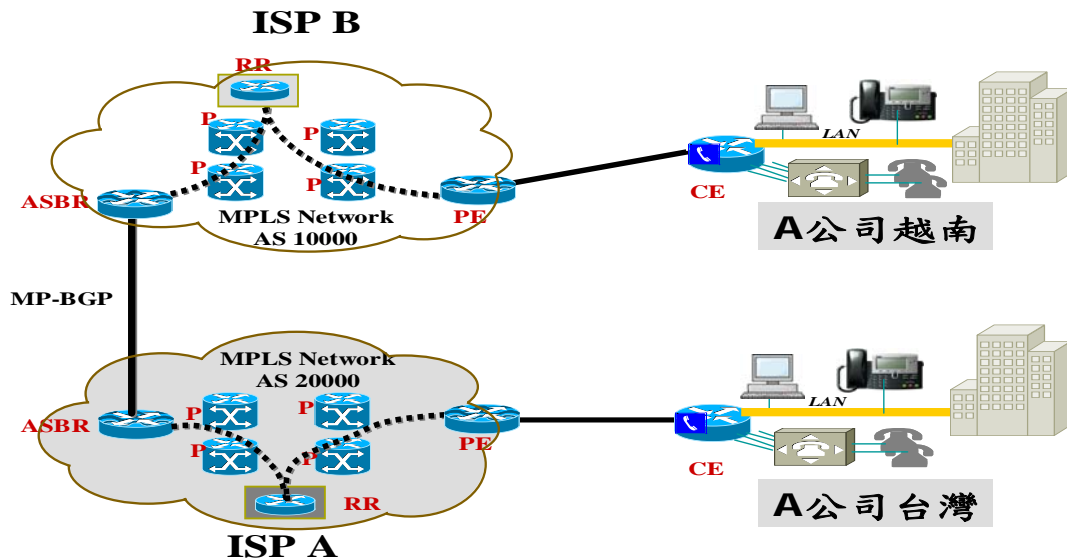 ISP B
RR
P
P
P
P
ASBR
PE
MPLS Network
AS 10000
LAN
CE
A公司越南
MP-BGP
MPLS Network
AS 20000
P
P
P
P
ASBR
PE
RR
LAN
CE
A公司台灣
ISP A